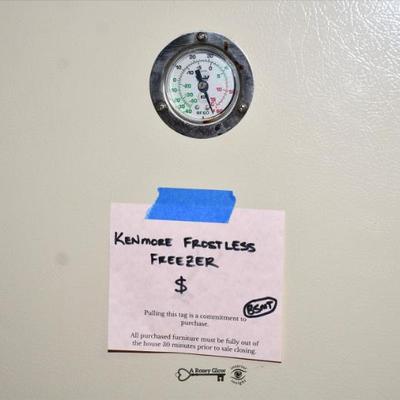 KENMORE FROSTLESS
FREEZER
$
BSMT
Pulling this tag is a commitment to
purchase.
All purchased furniture must be fully out of
the house 30 minutes prior to sale closing.
A Rosey Glow